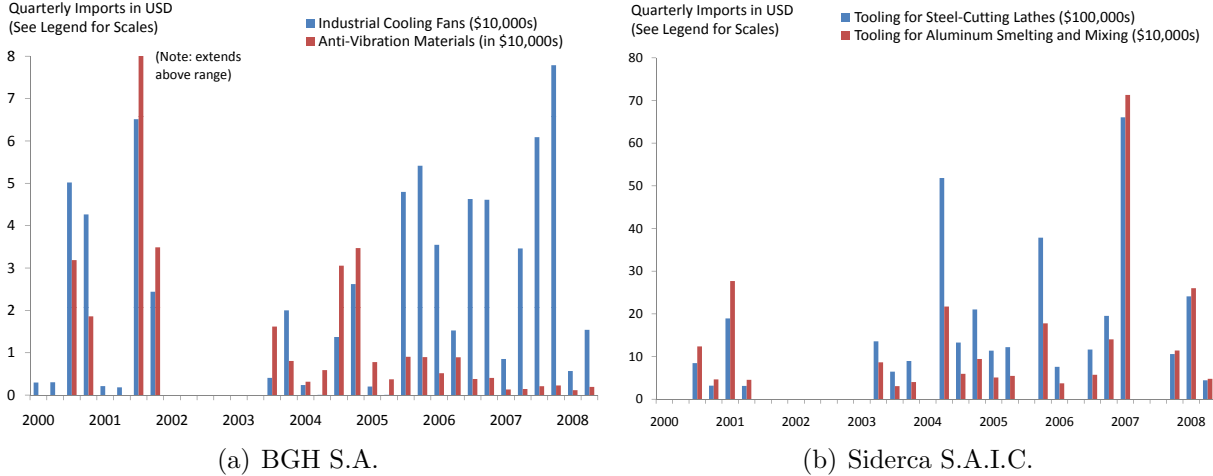 Quarterly Imports in USD
(See Legend for Scales)
Industrial Cooling Fans ($10,000s)
Anti-Vibration Materials (in $10,000s)
(Note: extends
above range)
8
7
6
5
4
3
2
1
0
2000 2001 2002 2003 2004 2005 2006 2007 2008
(a) BGH S.A.
Quarterly Imports in USD
(See Legend for Scales)
Tooling for Steel-Cutting Lathes ($100,000s)
Tooling for Aluminum Smelting and Mixing ($10,000s)
80
70
60
50
40
30
20
10
0
2000 2001 2002 2003 2004 2005 2006 2007 2008
(b) Siderca S.A.I.C.